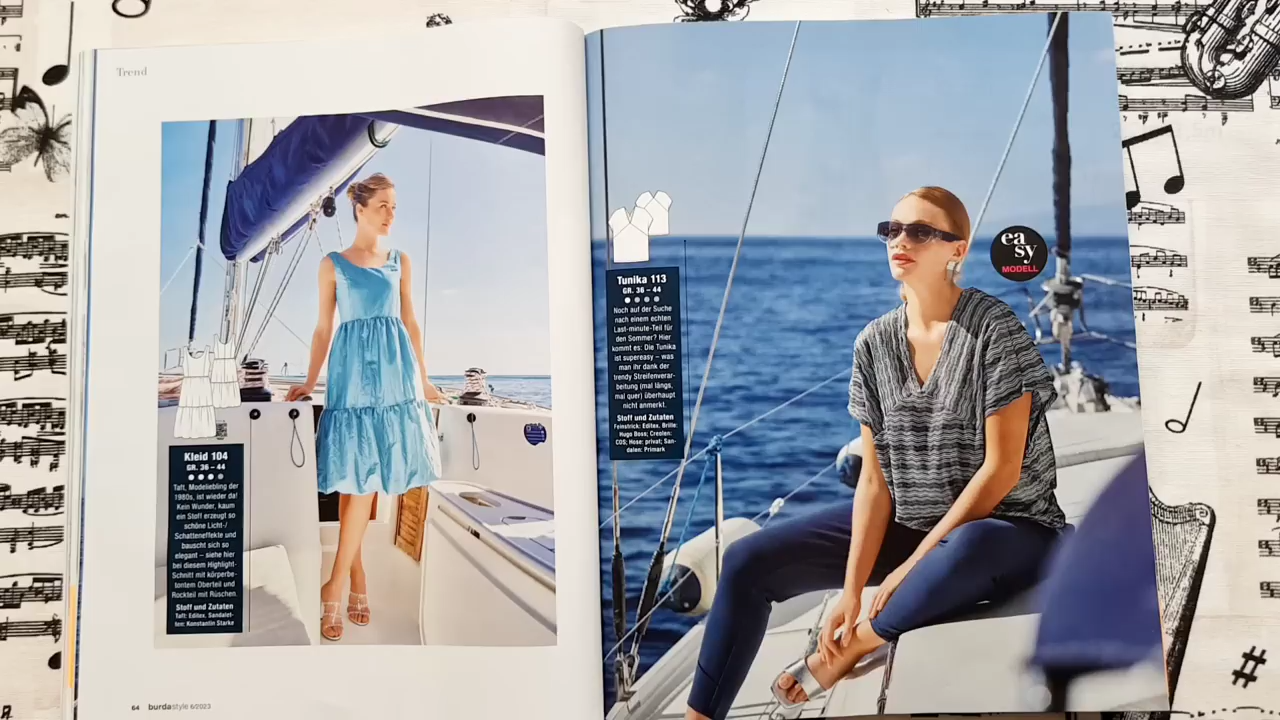 Trend
Kleid 104
GR. 36 – 44
Taft, Modeliebling der
1980s, ist wieder da!
Kein Wunder, kaum
ein Stoff erzeugt so
schöne Licht-/
Schatteneffekte und
bauscht sich so
elegant – siehe hier
bei diesem Highlight-
Schnitt mit körperbe-
tontem Oberteil und
Rockteil mit Rüschen.
Stoff und Zutaten
Taft: Editex, Sandalet-
ten: Konstantin Starke
64 burdastyle 6/2023
Tunika 113
GR. 36 – 44
Noch auf der Suche
nach einem echten
Last-minute-Teil für
den Sommer? Hier
kommt es: Die Tunika
ist supereasy – was
man ihr dank der
trendy Streifenverar-
beitung (mal längs,
mal quer) überhaupt
nicht anmerkt.
Stoff und Zutaten
Feinstrick: Editex, Brille:
Hugo Boss; Creolen:
COS; Hose: privat; San-
dalen: Primark
ea
sy
MODELL